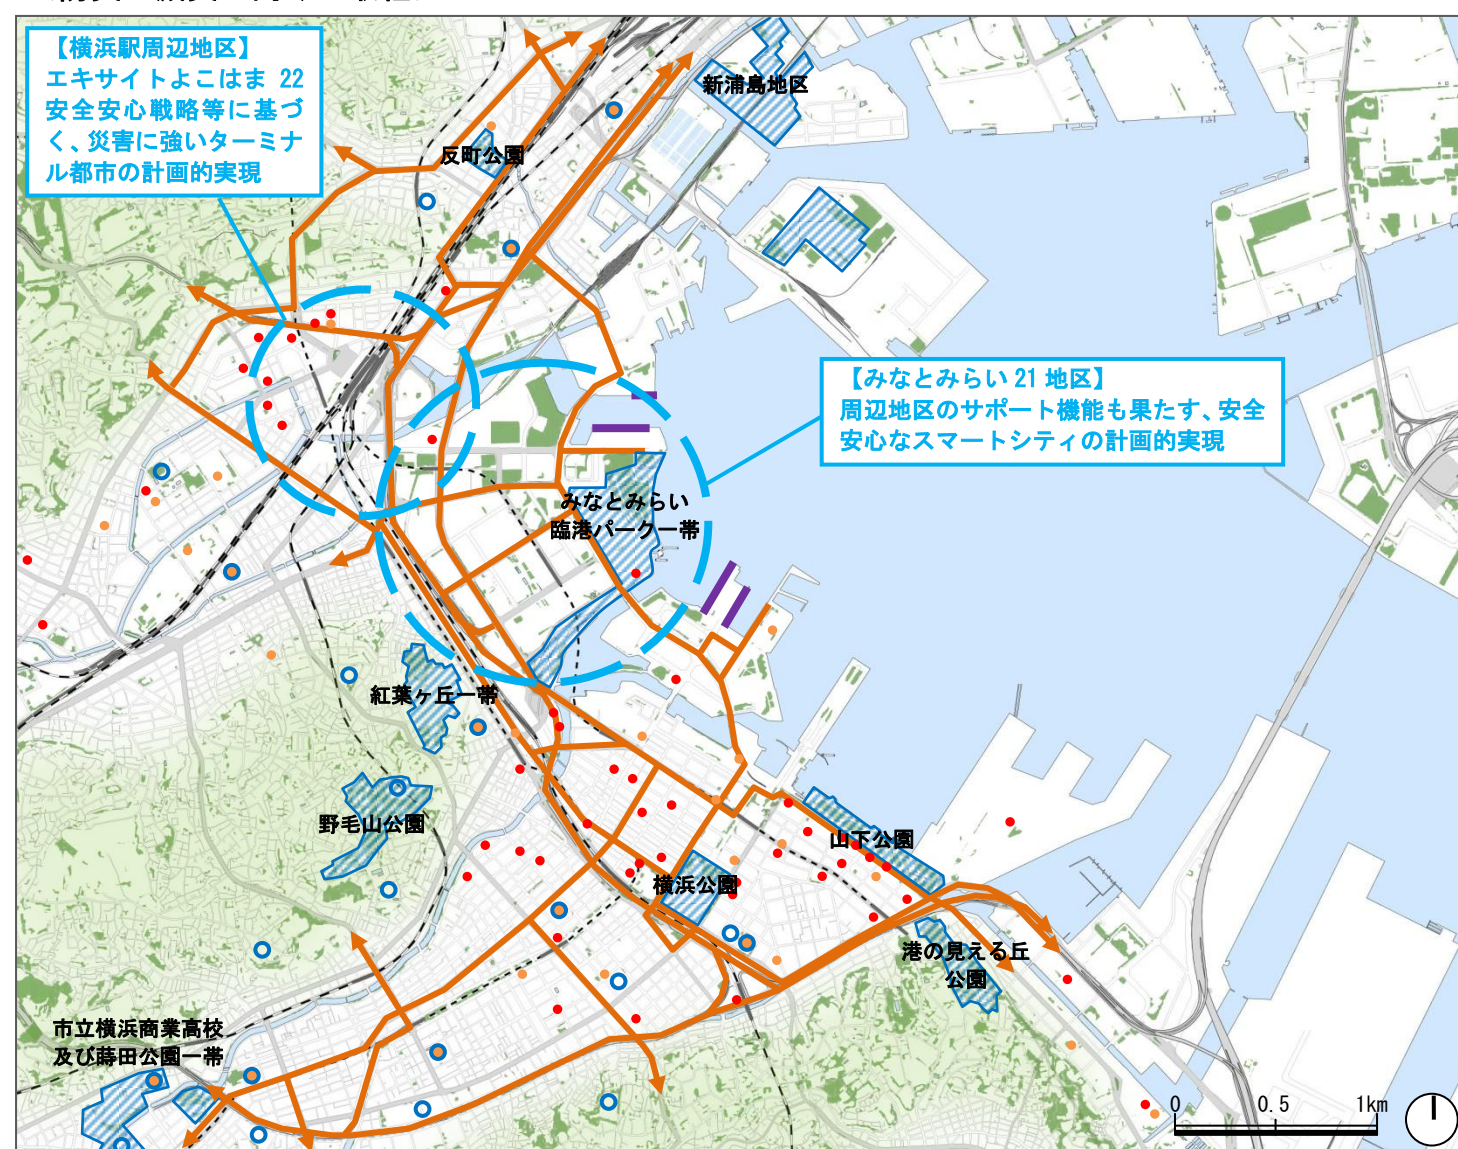 【横浜駅周辺地区】
エキサイトよこはま 22
安全安心戦略等に基づ
く、災害に強いターミナ
ル都市の計画的実現
新浦島地区
反町公園
【みなとみらい 21 地区】
周辺地区のサポート機能も果たす、安全
安心なスマートシティの計画的実現
みなとみらい
臨港パーク一帯
紅葉ヶ丘一帯
野毛山公園
山下公園
横浜公園
港の見える丘
公園
市立横浜商業高校
及び蒔田公園一帯
0 0.5 1km